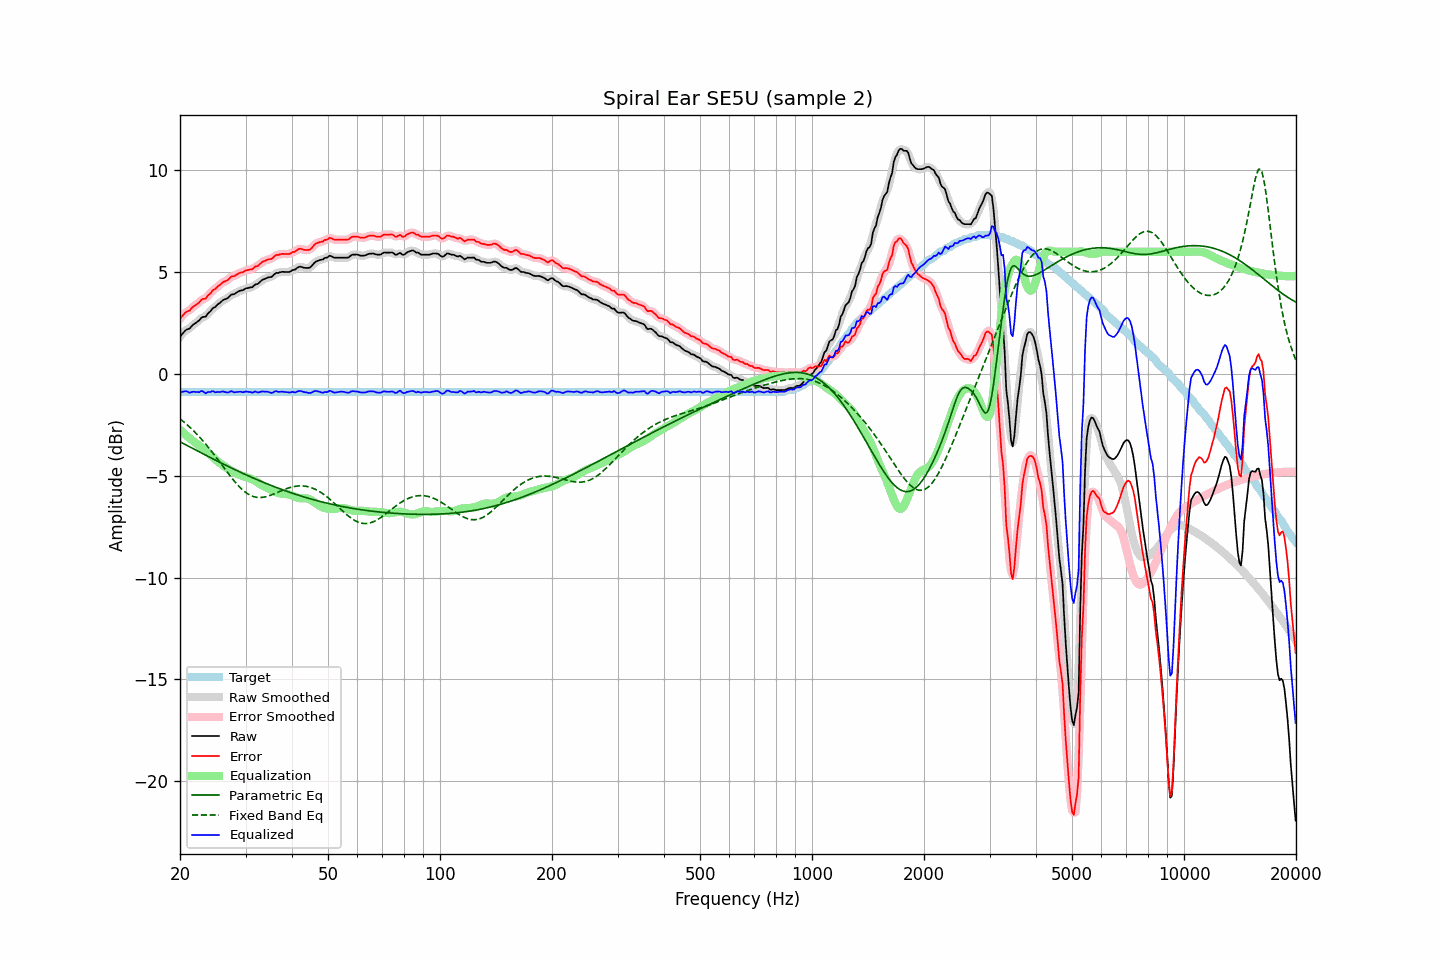 Spiral Ear SE5U (sample 2)
Amplitude (dBr)
10
5
0
−5
−10
−15
−20
Target
Raw Smoothed
Error Smoothed
Raw
Error
Equalization
Parametric Eq
Fixed Band Eq
Equalized
20 50 100 200 500 1000 2000 5000 10000 20000
Frequency (Hz)